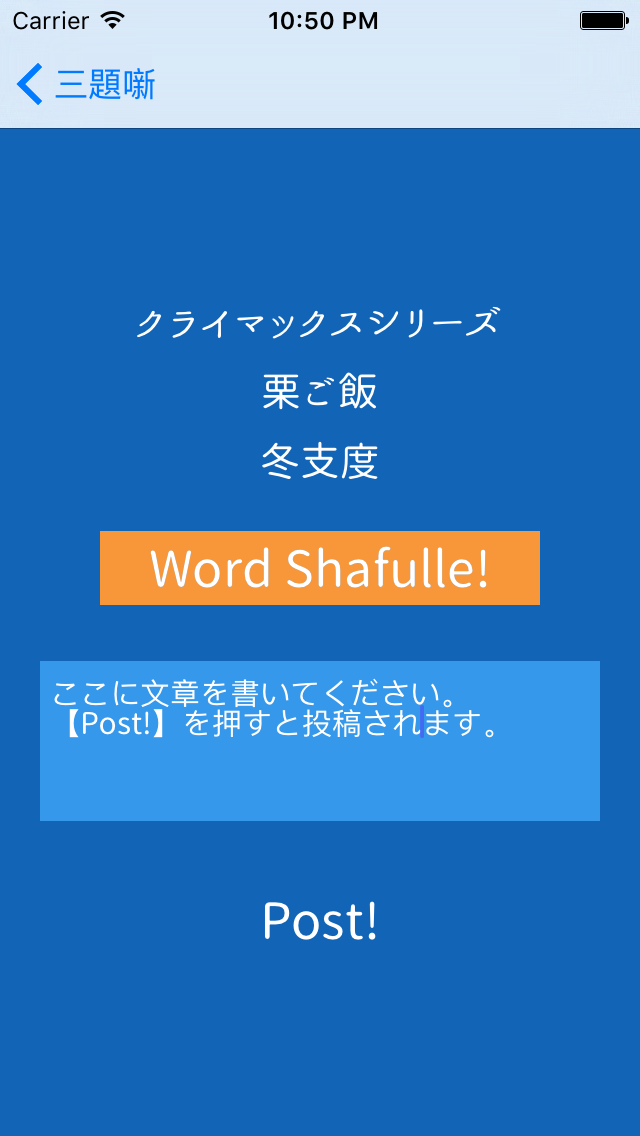 Carrier 10:50 PM
三題噺
クライマックスシリーズ
栗ご飯
冬支度
Word Shafulle!
ここに文章を書いてください。
【Post!】を押すと投稿されます。
Post!